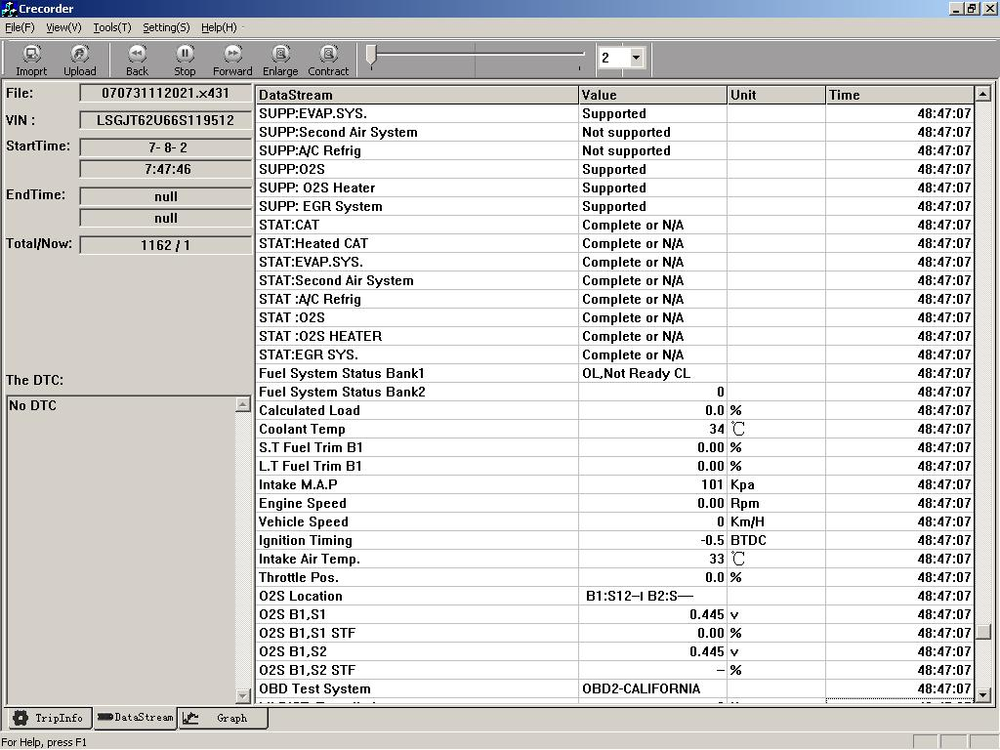 Crecorder
File(F) View(V) Tools(T) Setting(S) Help(H)
Imoprt Upload Back Stop Forward Enlarge Contract 2
File: 070731112021.x431
VIN : LSGJT62U66S119512
StartTime: 7- 8- 2
7:47:46
EndTime: null
null
Total/Now: 1162 / 1
The DTC:
No DTC
DataStream Value Unit Time
SUPP:EVAP.SYS. Supported 48:47:07
SUPP:Second Air System Not supported 48:47:07
SUPP:A/C Refrig Not supported 48:47:07
SUPP:O2S Supported 48:47:07
SUPP: O2S Heater Supported 48:47:07
SUPP: EGR System Supported 48:47:07
STAT:CAT Complete or N/A 48:47:07
STAT:Heated CAT Complete or N/A 48:47:07
STAT:EVAP.SYS. Complete or N/A 48:47:07
STAT:Second Air System Complete or N/A 48:47:07
STAT :A/C Refrig Complete or N/A 48:47:07
STAT :O2S Complete or N/A 48:47:07
STAT :O2S HEATER Complete or N/A 48:47:07
STAT:EGR SYS. Complete or N/A 48:47:07
Fuel System Status Bank1 OL,Not Ready CL 48:47:07
Fuel System Status Bank2 0 48:47:07
Calculated Load 0.0 % 48:47:07
Coolant Temp 34 ℃ 48:47:07
S.T Fuel Trim B1 0.00 % 48:47:07
L.T Fuel Trim B1 0.00 % 48:47:07
Intake M.A.P 101 Kpa 48:47:07
Engine Speed 0.00 Rpm 48:47:07
Vehicle Speed 0 Km/H 48:47:07
Ignition Timing -0.5 BTDC 48:47:07
Intake Air Temp. 33 ℃ 48:47:07
Throttle Pos. 0.0 % 48:47:07
O2S Location B1:S12--I B2:S---- 48:47:07
O2S B1,S1 0.445 v 48:47:07
O2S B1,S1 STF 0.00 % 48:47:07
O2S B1,S2 0.445 v 48:47:07
O2S B1,S2 STF -- % 48:47:07
OBD Test System OBD2-CALIFORNIA 48:47:07
TripInfo DataStream Graph
For Help, press F1